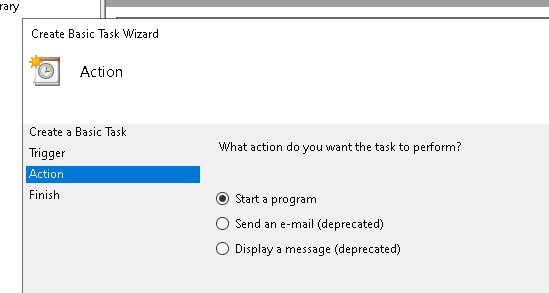 rary
Create Basic Task Wizard
Action
Create a Basic Task
Trigger
Action
Finish
What action do you want the task to perform?
Start a program
Send an e-mail (deprecated)
Display a message (deprecated)